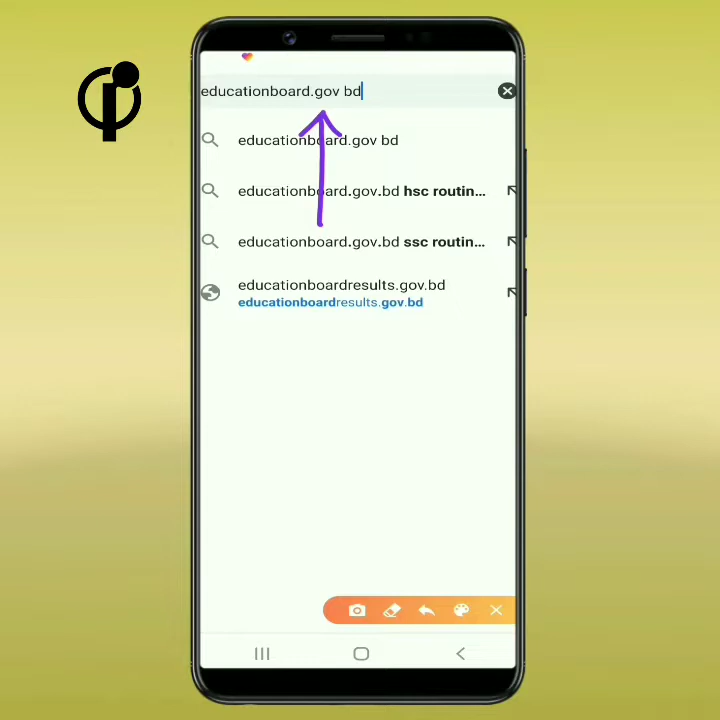 educationboard.gov bd
educationboard.gov bd
educationboard.gov.bd hsc routin...
educationboard.gov.bd ssc routin...
educationboardresults.gov.bd
educationboardresults.gov.bd